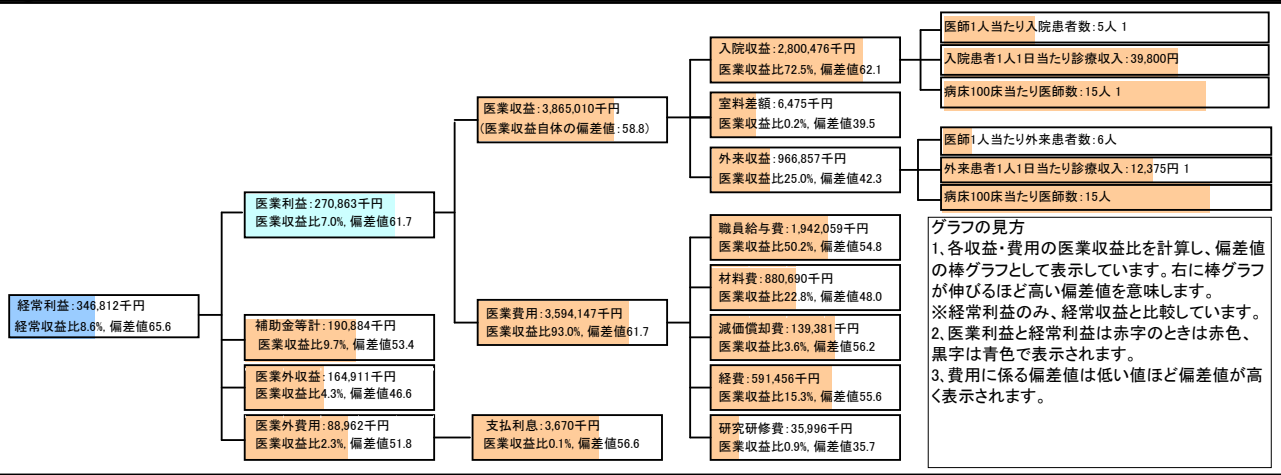 経常利益:346,812千円
経常収益比8.6%, 偏差値65.6
医業利益:270,863千円
医業収益比7.0%, 偏差値61.7
補助金等計:190,884千円
医業収益比9.7%, 偏差値53.4
医業外収益:164,911千円
医業収益比4.3%, 偏差値46.6
医業外費用:88,962千円
医業収益比2.3%, 偏差値51.8
支払利息:3,670千円
医業収益比0.1%, 偏差値56.6
医業収益:3,865,010千円
(医業収益自体の偏差値:58.8)
医業費用:3,594,147千円
医業収益比93.0%, 偏差値61.7
入院収益:2,800,476千円
医業収益比72.5%, 偏差値62.1
室料差額:6,475千円
医業収益比0.2%, 偏差値39.5
外来収益:966,857千円
医業収益比25.0%, 偏差値42.3
職員給与費:1,942,059千円
医業収益比50.2%, 偏差値54.8
材料費:880,690千円
医業収益比22.8%, 偏差値48.0
減価償却費:139,381千円
医業収益比3.6%, 偏差値56.2
経費:591,456千円
医業収益比15.3%, 偏差値55.6
研究研修費:35,996千円
医業収益比0.9%, 偏差値35.7
医師1人当たり入院患者数:5人 1
入院患者1人1日当たり診療収入:39,800円
病床100床当たり医師数:15人 1
医師1人当たり外来患者数:6人
外来患者1人1日当たり診療収入:12,375円 1
病床100床当たり医師数:15人
グラフの見方
1、各収益・費用の医業収益比を計算し、偏差値
の棒グラフとして表示しています。右に棒グラフ
が伸びるほど高い偏差値を意味します。
※経常利益のみ、経常収益と比較しています。
2、医業利益と経常利益は赤字のときは赤色、
黒字は青色で表示されます。
3、費用に係る偏差値は低い値ほど偏差値が高
く表示されます。